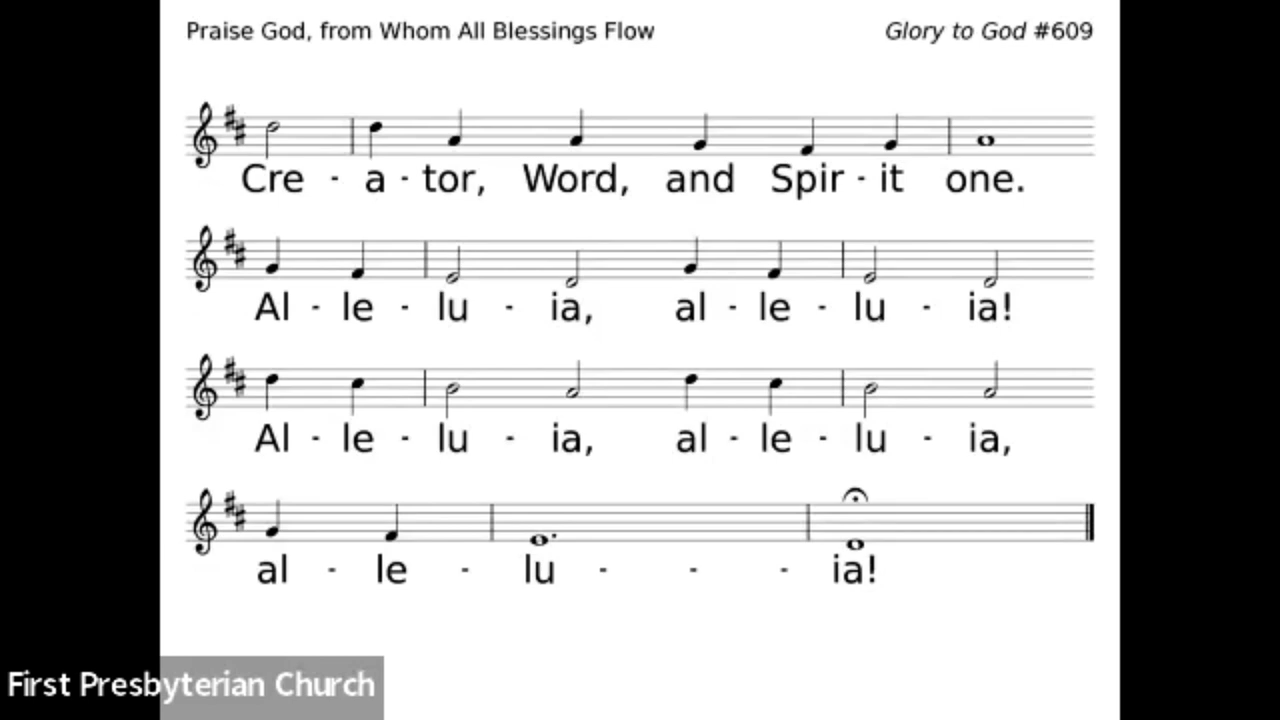 Praise God, from Whom All Blessings Flow
Glory to God #609
Cre - a - tor, Word, and Spir - it one.
Al - le - lu - ia, al - le - lu - ia!
Al - le - lu - ia, al - le - lu - ia,
al - le - lu - - - ia!
First Presbyterian Church